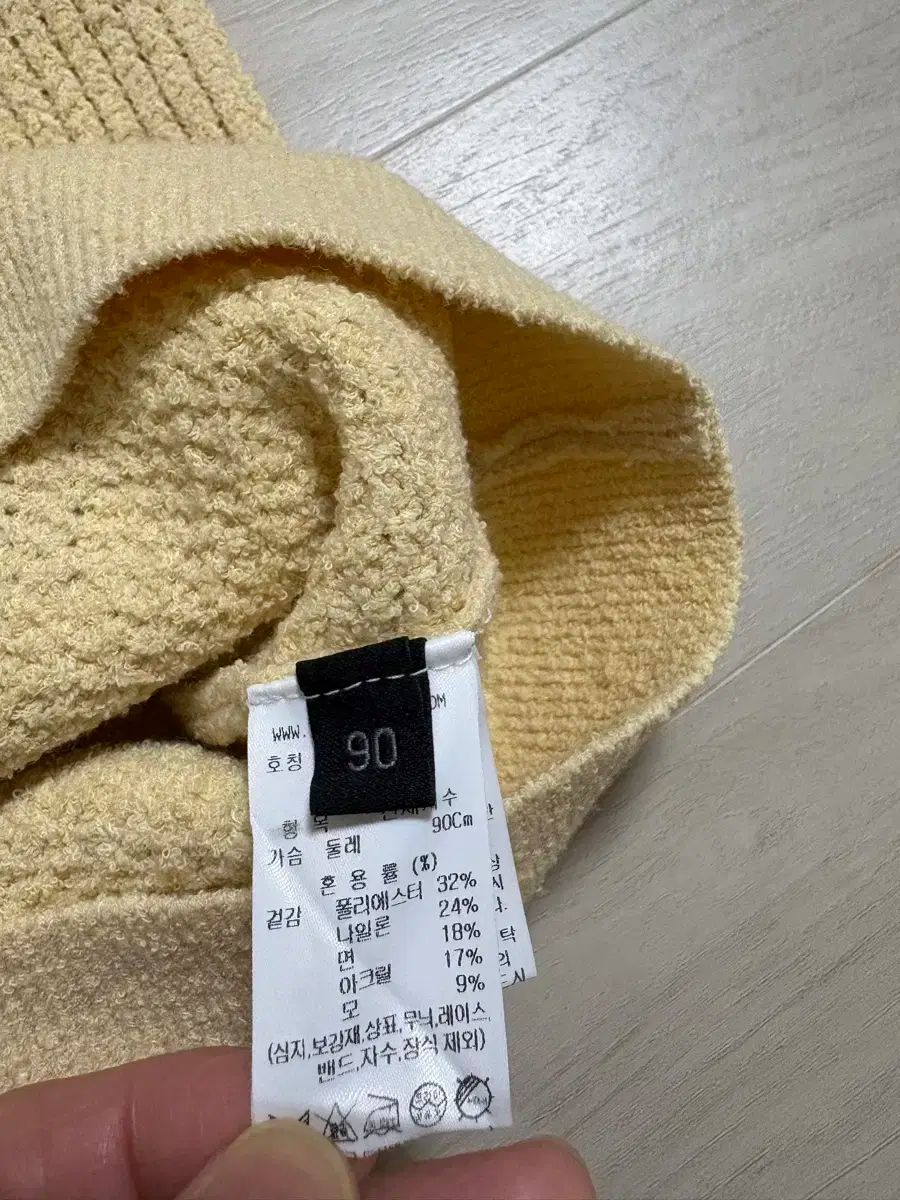 90
WWW.
호칭
90Cm
가슴 둘레
혼 용 률 (%)
겉감 폴리에스터 32%
나일론 24%
면 18%
아크릴 17%
모 9%
(심지,보강재,상표,무늬,레이스,
밴드,자수,장식 제외)